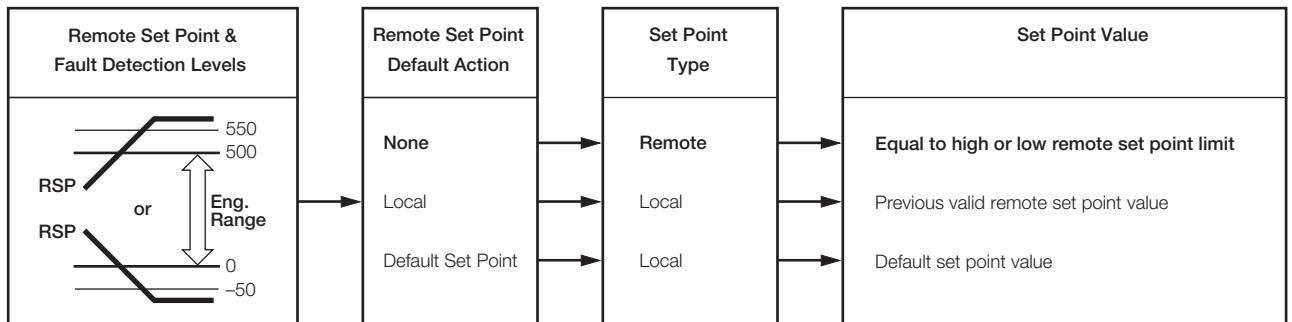 Remote Set Point &
Fault Detection Levels
550
500
RSP
or
Eng.
Range
RSP
0
–50
Remote Set Point
Default Action
None
Local
Default Set Point
Set Point
Type
Remote
Local
Local
Set Point Value
Equal to high or low remote set point limit
Previous valid remote set point value
Default set point value